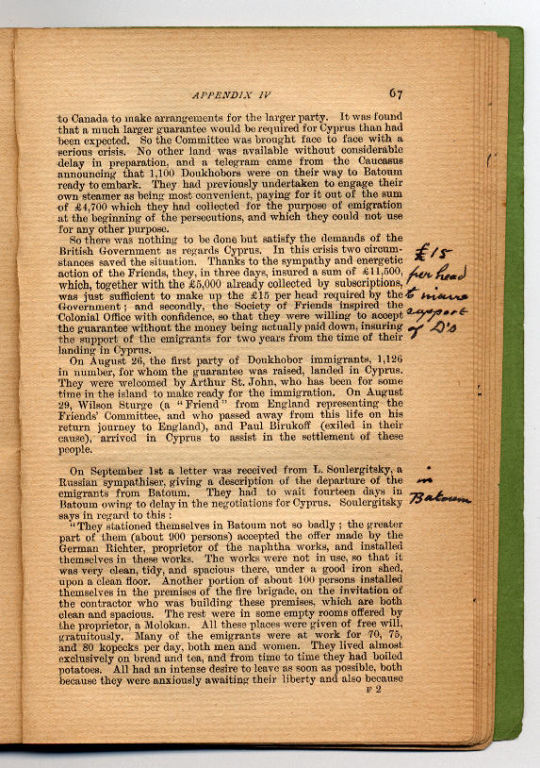 APPENDIX IV 67
to Canada to make arrangements for the larger party. It was found
that a much larger guarantee would be required for Cyprus than had
been expected. So the Committee was brought face to face with a
serious crisis. No other land was available without considerable
delay in preparation, and a telegram came from the Caucasus
announcing that 1,100 Doukhobors were on their way to Batoum
ready to embark. They had previously undertaken to engage their
own steamer as being most convenient, paying for it out of the sum
of £4,700 which they had collected for the purpose of emigration
at the beginning of the persecutions, and which they could not use
for any other purpose.
So there was nothing to be done but satisfy the demands of the
British Government as regards Cyprus. In this crisis two circum-
stances saved the situation. Thanks to the sympathy and energetic
action of the Friends, they, in three days, insured a sum of £11,500,
which, together with the £5,000 already collected by subscriptions,
was just sufficient to make up the £15 per head required by the
Government; and secondly, the Society of Friends inspired the
Colonial Office with confidence, so that they were willing to accept
the guarantee without the money being actually paid down, insuring
the support of the emigrants for two years from the time of their
landing in Cyprus.
On August 26, the first party of Doukhobor immigrants, 1,126
in number, for whom the guarantee was raised, landed in Cyprus.
They were welcomed by Arthur St. John, who has been for some
time in the island to make ready for the immigration. On August
29, Wilson Sturge (a "Friend" from England representing the
Friends' Committee, and who passed away from this life on his
return journey to England), and Paul Birukoff (exiled in their
cause), arrived in Cyprus to assist in the settlement of these
people.
On September 1st a letter was received from L. Soulergitsky, a
Russian sympathiser, giving a description of the departure of the
emigrants from Batoum. They had to wait fourteen days in
Batoum owing to delay in the negotiations for Cyprus. Soulergitsky
says in regard to this:
"They stationed themselves in Batoum not so badly; the greater
part of them (about 900 persons) accepted the offer made by the
German Richter, proprietor of the naphtha works, and installed
themselves in these works. The works were not in use, so that it
was very clean, tidy, and spacious there, under a good iron shed,
upon a clean floor. Another portion of about 100 persons installed
themselves in the premises of the fire brigade, on the invitation of
the contractor who was building these premises, which are both
clean and spacious. The rest were in some empty rooms offered by
the proprietor, a Molokan. All these places were given of free will,
gratuitously. Many of the emigrants were at work for 70, 75,
and 80 kopecks per day, both men and women. They lived almost
exclusively on bread and tea, and from time to time they had boiled
potatoes. All had an intense desire to leave as soon as possible, both
because they were anxiously awaiting their liberty and also because
F 2
£15
per head
to insure
support
of D's
in
Batoum